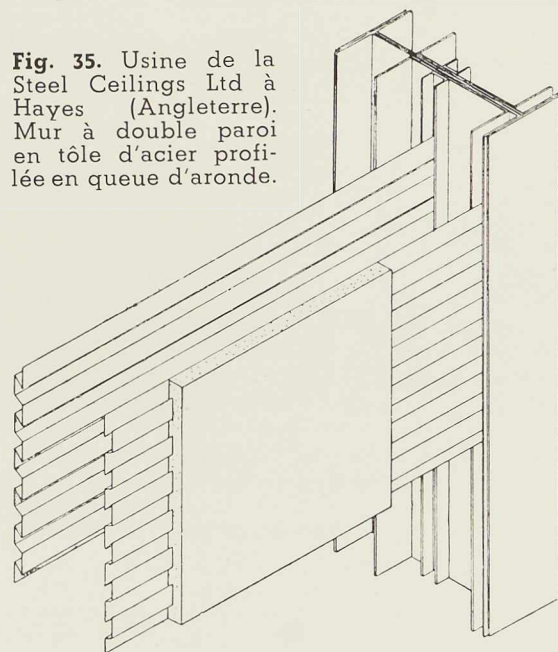 Fig. 35. Usine de la
Steel Ceilings Ltd à
Hayes (Angleterre).
Mur à double paroi
en tôle d'acier profi-
lée en queue d'aronde.